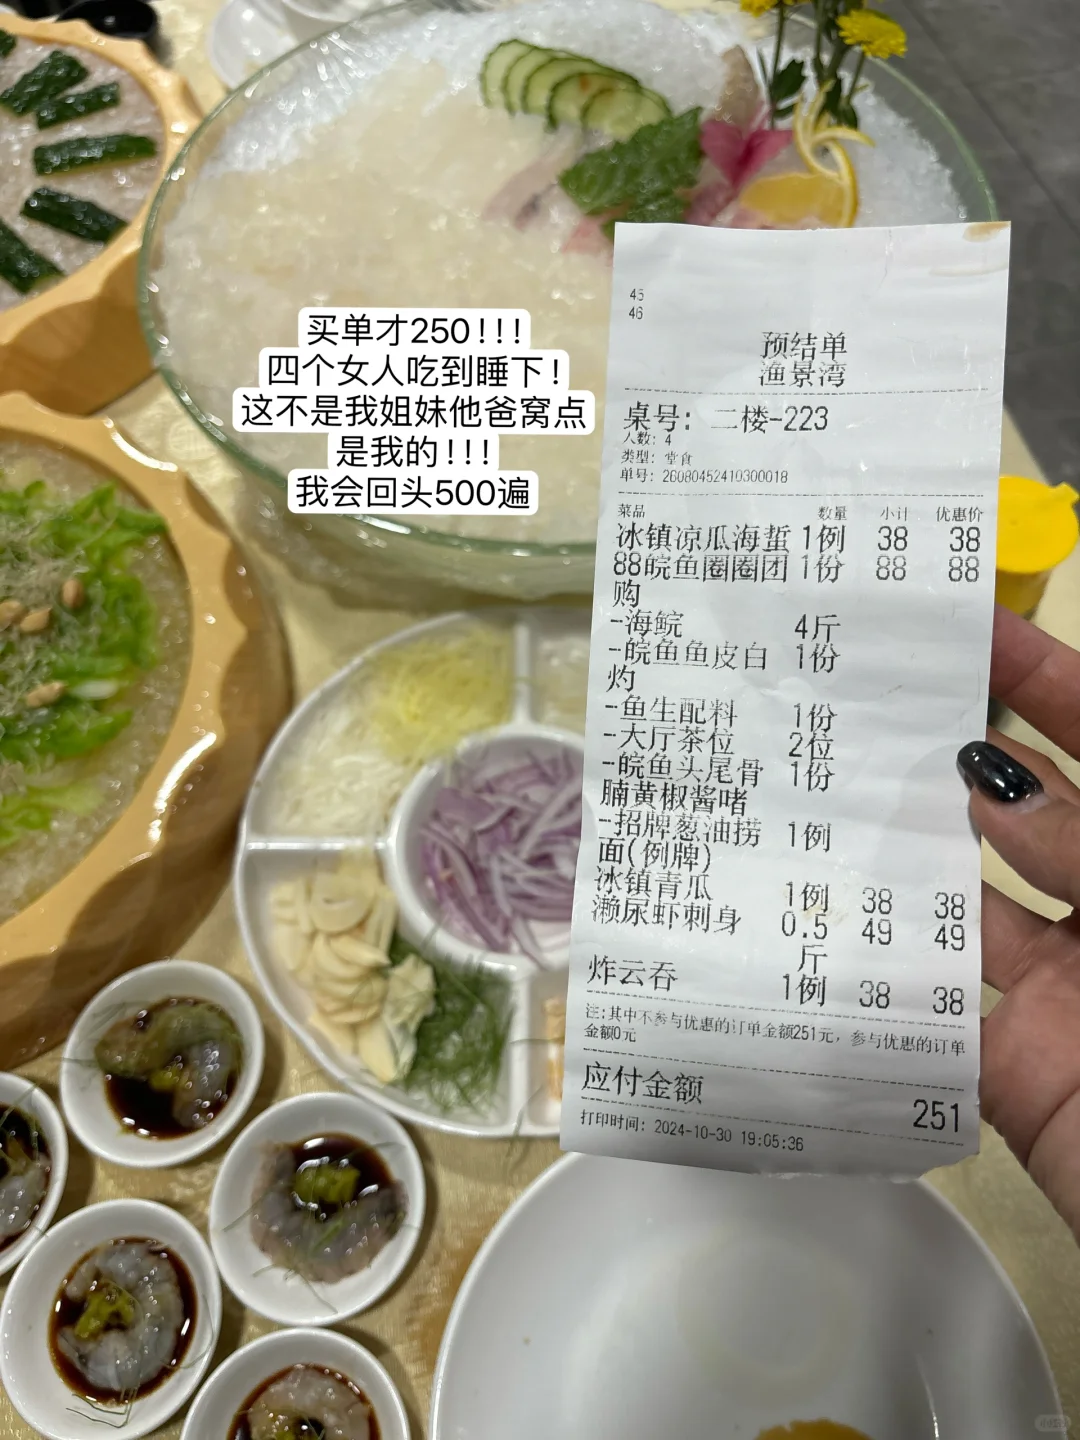 买单才250!!!
四个女人吃到睡下!
这不是我姐妹他爸窝点
是我的!!!
我会回头500遍
45
46
预结单
渔景湾
桌号: 二楼-223
人数: 4
类型: 堂食
单号: 26080452410300018
菜品 数量 小计 优惠价
冰镇凉瓜海蜇 1例 38 38
88皖鱼圈圈团 1份 88 88
购
-海鲩 4斤
-皖鱼鱼皮白 1份
灼
-鱼生配料 1份
-大厅茶位 2位
-皖鱼头尾骨 1份
腩黄椒酱啫
-招牌葱油捞 1例
面(例牌)
冰镇青瓜 1例 38 38
濑尿虾刺身 0.5 49 49
斤
炸云吞 1例 38 38
注:其中不参与优惠的订单金额251元, 参与优惠的订单
金额0元
应付金额 251
打印时间: 2024-10-30 19:05:36